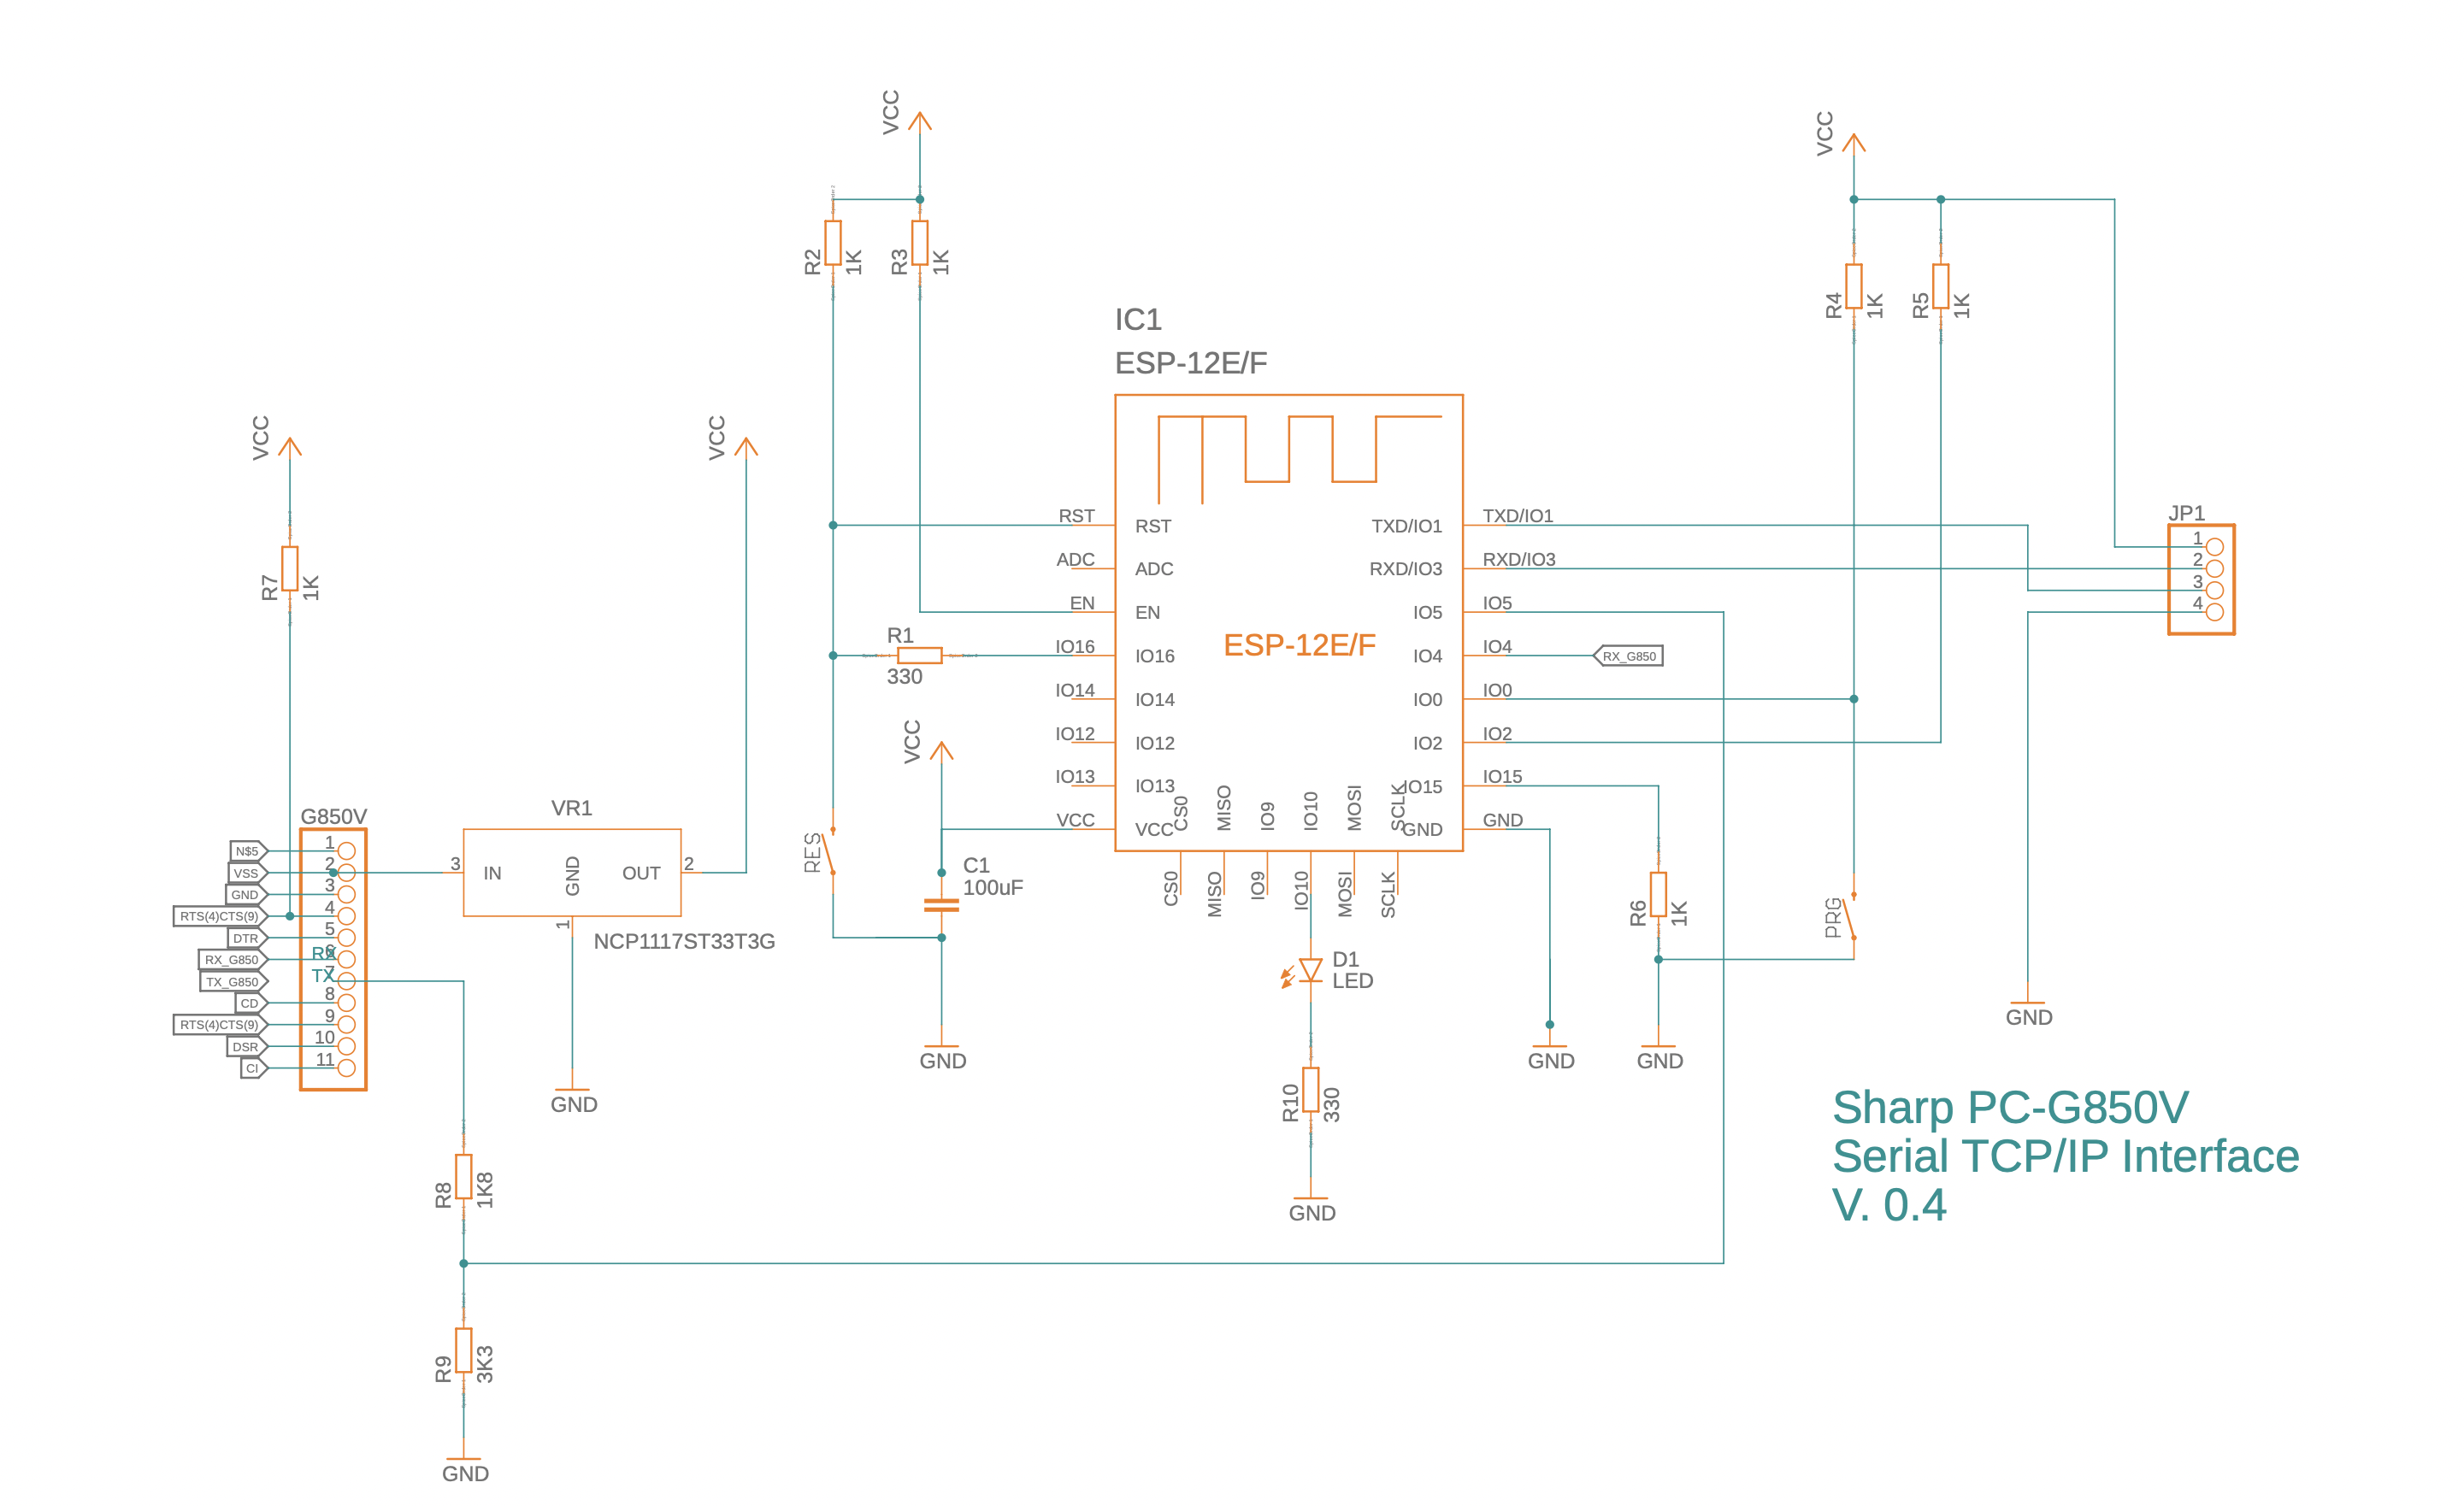 VCC
VCC
R2
1K
R3
1K
R4
1K
R5
1K
IC1
ESP-12E/F
VCC
VCC
R7
1K
RST
ADC
EN
IO16
IO14
IO12
IO13
VCC
RST
ADC
EN
IO16
IO14
IO12
IO13
VCC
ESP-12E/F
TXD/IO1
RXD/IO3
IO5
IO4
IO0
IO2
IO15
GND
TXD/IO1
RXD/IO3
IO5
IO4
IO0
IO2
IO15
GND
CS0
MISO
IO9
IO10
MOSI
SCLK
CS0
MISO
IO9
IO10
MOSI
SCLK
RX_G850
JP1
1
2
3
4
R1
330
VCC
C1
100uF
RES
GND
G850V
N$5
VSS
GND
RTS(4)CTS(9)
DTR
RX_G850
TX_G850
CD
RTS(4)CTS(9)
DSR
CI
1
2
3
4
5
6
7
8
9
10
11
RX
TX
VR1
3
IN
GND
OUT
2
1
NCP1117ST33T3G
GND
D1
LED
R10
330
GND
GND
R6
1K
GND
PRG
GND
R8
1K8
R9
3K3
GND
Sharp PC-G850V
Serial TCP/IP Interface
V. 0.4